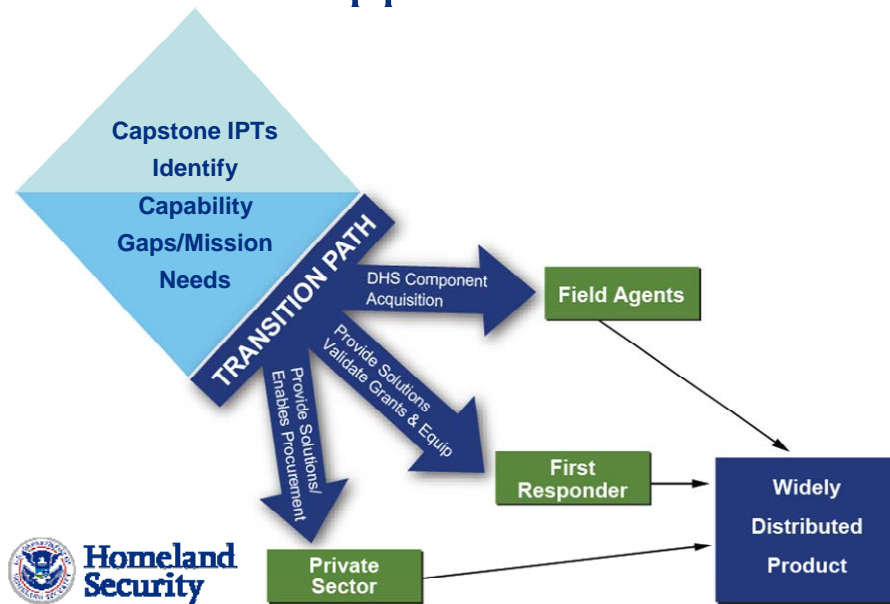 Capstone IPTs
Identify
Capability
Gaps/Mission
Needs
TRANSITION PATH
DHS Component
Acquisition
Field Agents
Provide Solutions
Validate Grants & Equip
First
Responder
Provide Solutions/
Enables Procurement
Private
Sector
Widely
Distributed
Product
Homeland
Security